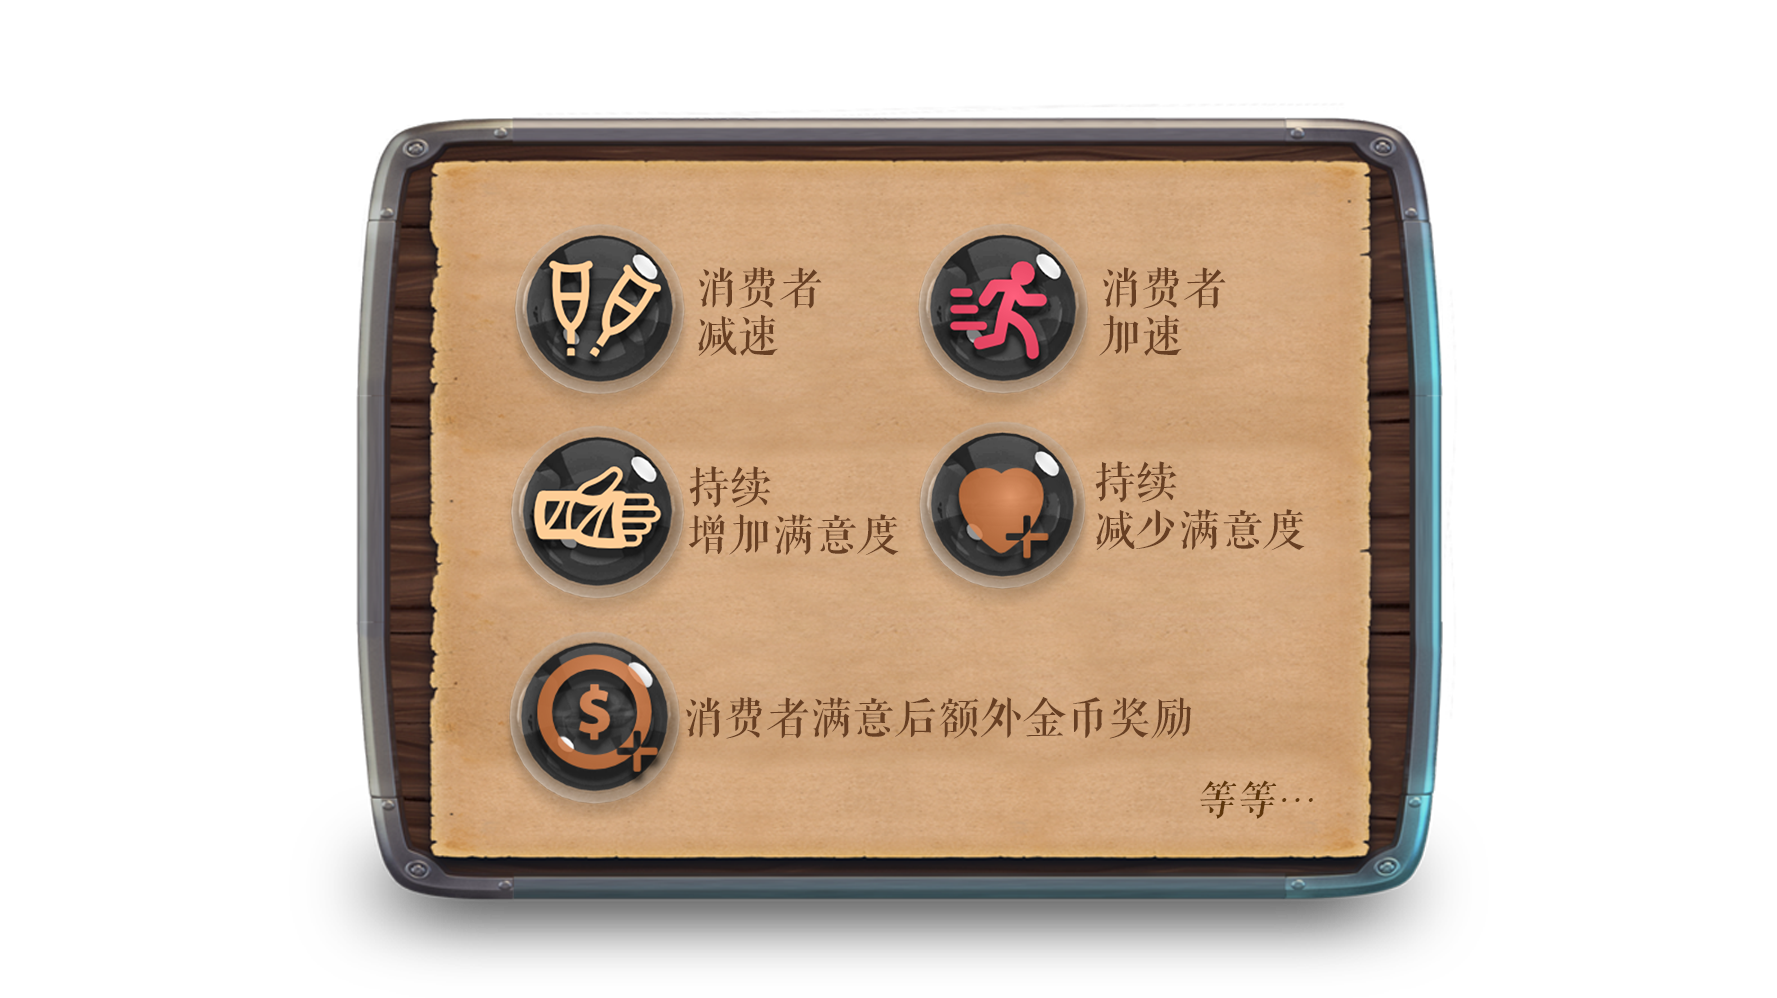 消费者
减速
消费者
加速
持续
增加满意度
持续
减少满意度
$
消费者满意后额外金币奖励
等等…